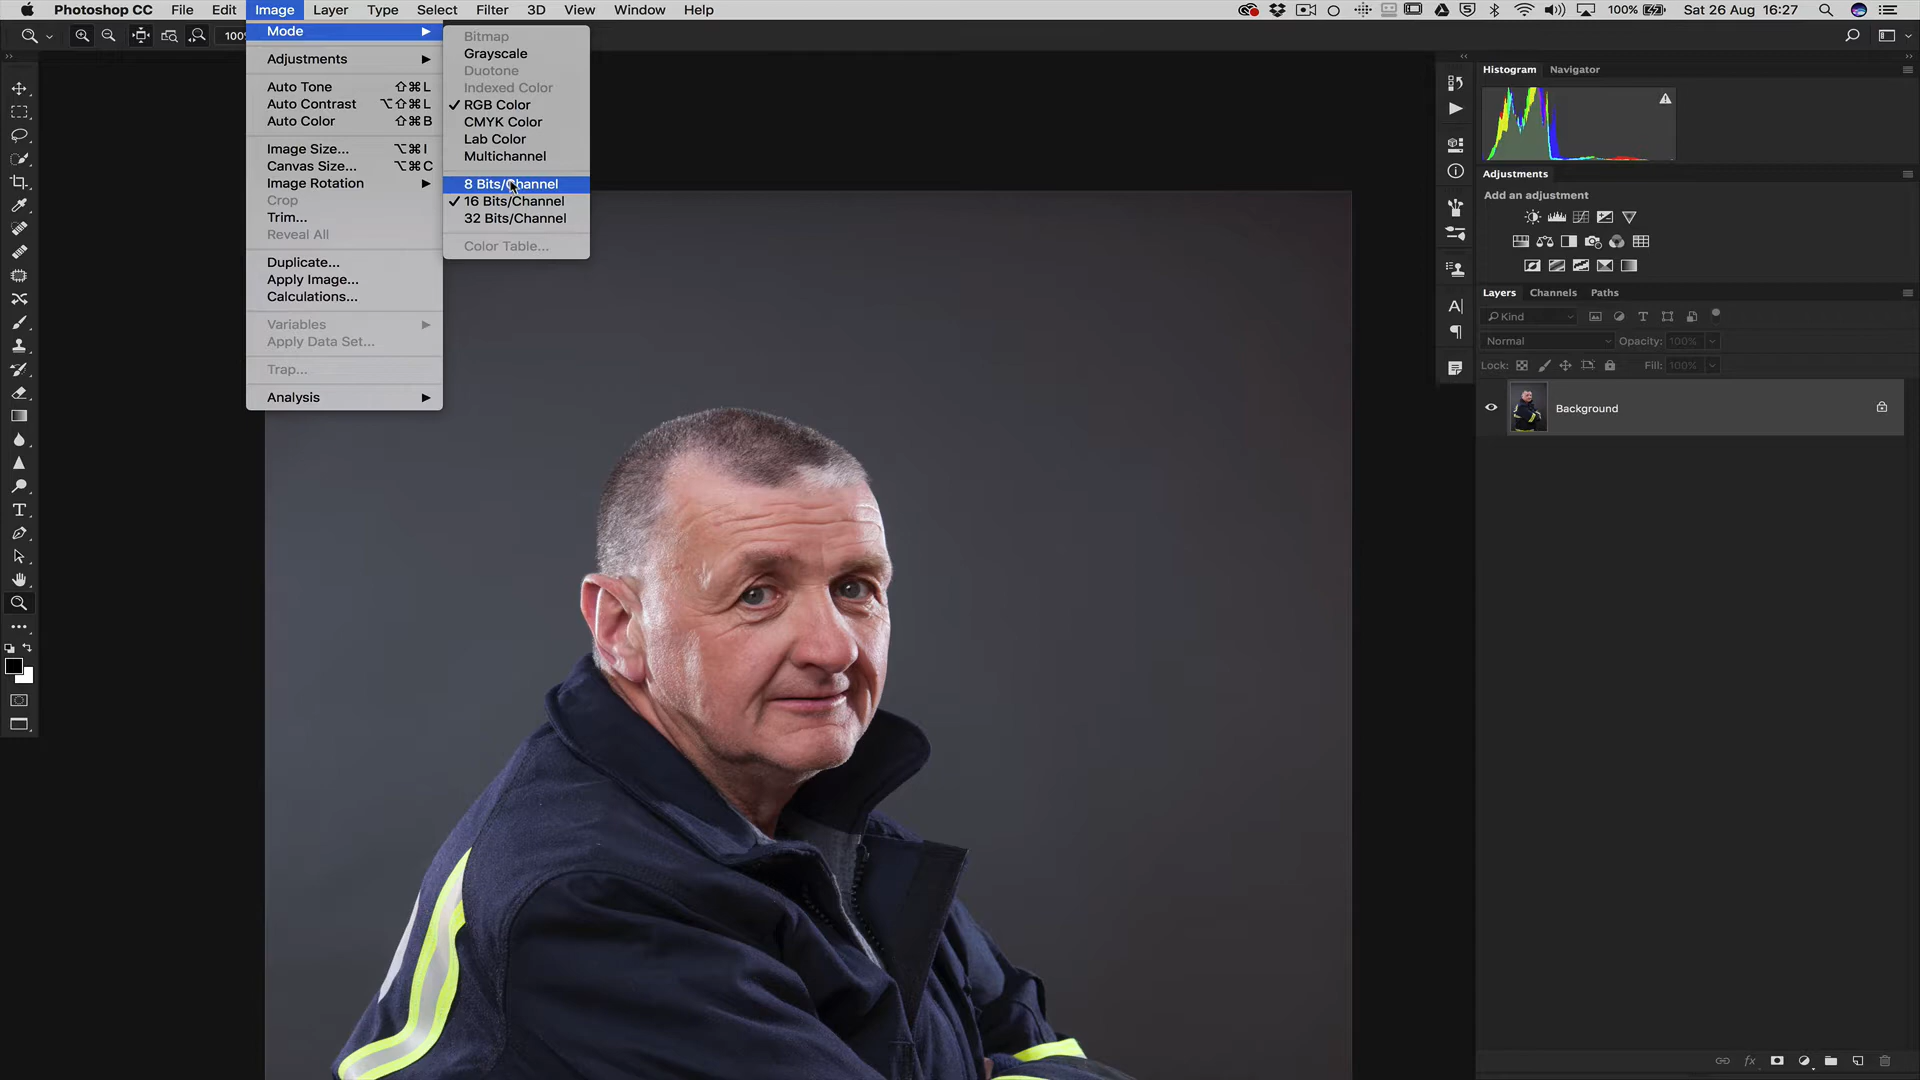 Photoshop CC File Edit Image Layer Type Select Filter 3D View Window Help 100% Sat 26 Aug 16:27
100%
Mode
Adjustments
Auto Tone ⇧⌘L
Auto Contrast ⌥⇧⌘L
Auto Color ⇧⌘B
Image Size... ⌥⌘I
Canvas Size... ⌥⌘C
Image Rotation
Crop
Trim...
Reveal All
Duplicate...
Apply Image...
Calculations...
Variables
Apply Data Set...
Trap...
Analysis
Bitmap
Grayscale
Duotone
Indexed Color
RGB Color
CMYK Color
Lab Color
Multichannel
8 Bits/Channel
16 Bits/Channel
32 Bits/Channel
Color Table...
Histogram Navigator
Adjustments
Add an adjustment
Layers Channels Paths
Kind
Normal Opacity: 100%
Lock: Fill: 100%
Background